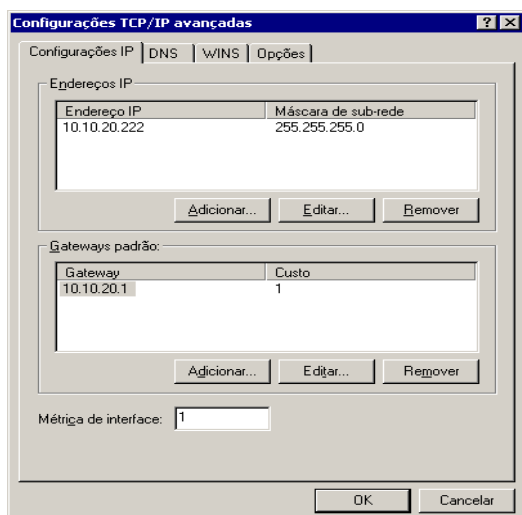 Configurações TCP/IP avançadas
Configurações IP DNS WINS Opções
Endereços IP
Endereço IP Máscara de sub-rede
10.10.20.222 255.255.255.0
Adicionar... Editar... Remover
Gateways padrão:
Gateway Custo
10.10.20.1 1
Adicionar... Editar... Remover
Métrica de interface: 1
OK Cancelar